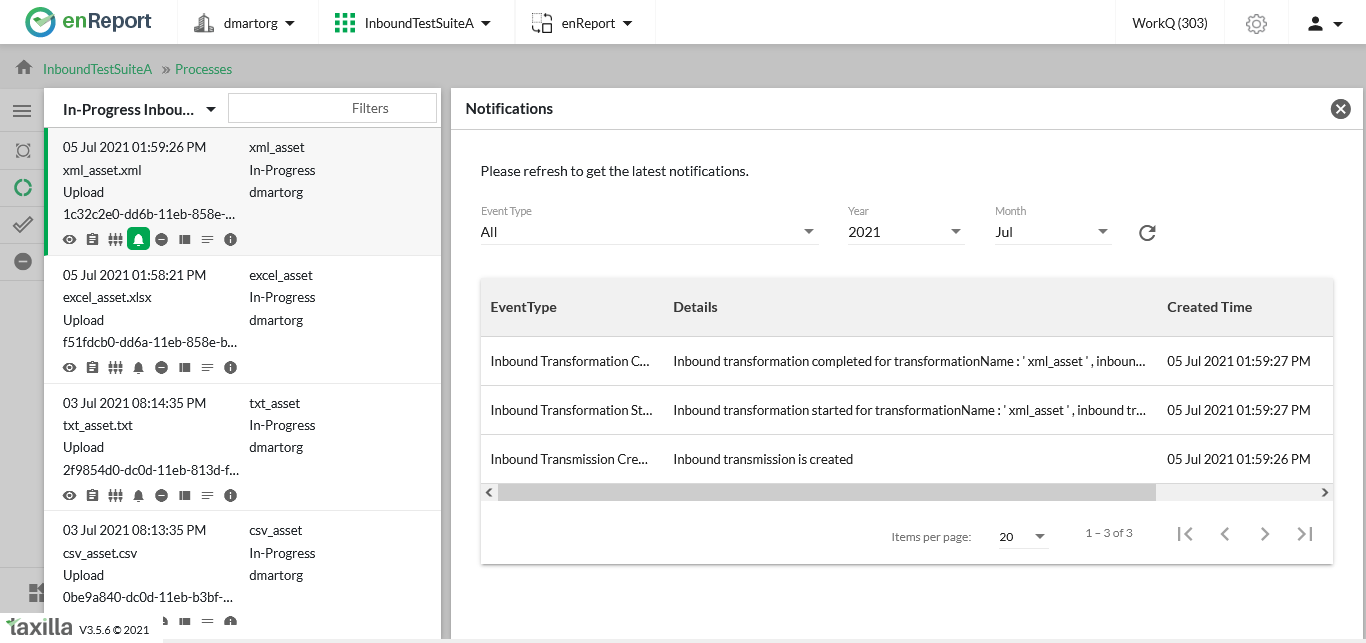 enReport dmartorg InboundTestSuiteA enReport WorkQ (303)
InboundTestSuiteA » Processes
In-Progress Inbou... Filters
05 Jul 2021 01:59:26 PM xml_asset
xml_asset.xml In-Progress
Upload dmartorg
1c32c2e0-dd6b-11eb-858e-...
05 Jul 2021 01:58:21 PM excel_asset
excel_asset.xlsx In-Progress
Upload dmartorg
f51fdcb0-dd6a-11eb-858e-b...
03 Jul 2021 08:14:35 PM txt_asset
txt_asset.txt In-Progress
Upload dmartorg
2f9854d0-dc0d-11eb-813d-f...
03 Jul 2021 08:13:35 PM csv_asset
csv_asset.csv In-Progress
Upload dmartorg
0be9a840-dc0d-11eb-b3bf-...
taxilla V3.5.6 © 2021
Notifications
Please refresh to get the latest notifications.
Event Type Year Month
All 2021 Jul
EventType Details Created Time
Inbound Transformation C... Inbound transformation completed for transformationName : ' xml_asset ' , inboun... 05 Jul 2021 01:59:27 PM
Inbound Transformation St... Inbound transformation started for transformationName : ' xml_asset ' , inbound tr... 05 Jul 2021 01:59:27 PM
Inbound Transmission Cre... Inbound transmission is created 05 Jul 2021 01:59:26 PM
Items per page: 20 1 – 3 of 3